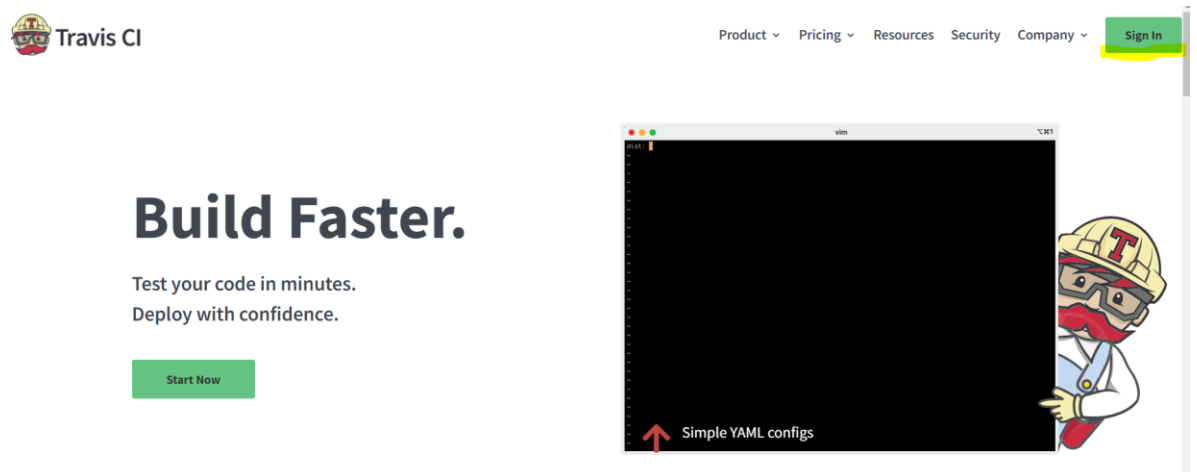 Travis CI
Product Pricing Resources Security Company Sign In
vim
dist:
Build Faster.
Test your code in minutes.
Deploy with confidence.
Start Now
Simple YAML configs
T